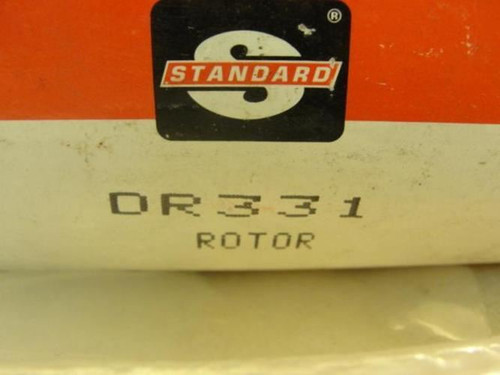 ®
S
STANDARD
DR331
ROTOR